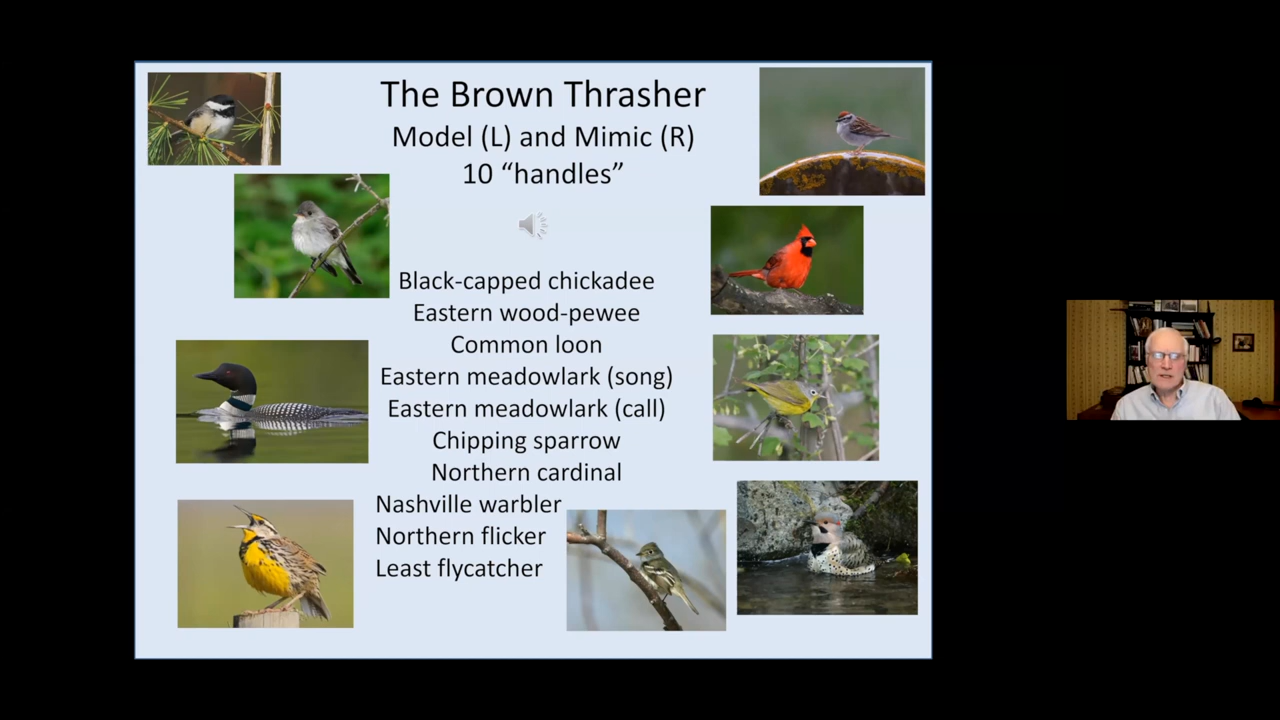 The Brown Thrasher
Model (L) and Mimic (R)
10 “handles”
Black-capped chickadee
Eastern wood-pewee
Common loon
Eastern meadowlark (song)
Eastern meadowlark (call)
Chipping sparrow
Northern cardinal
Nashville warbler
Northern flicker
Least flycatcher